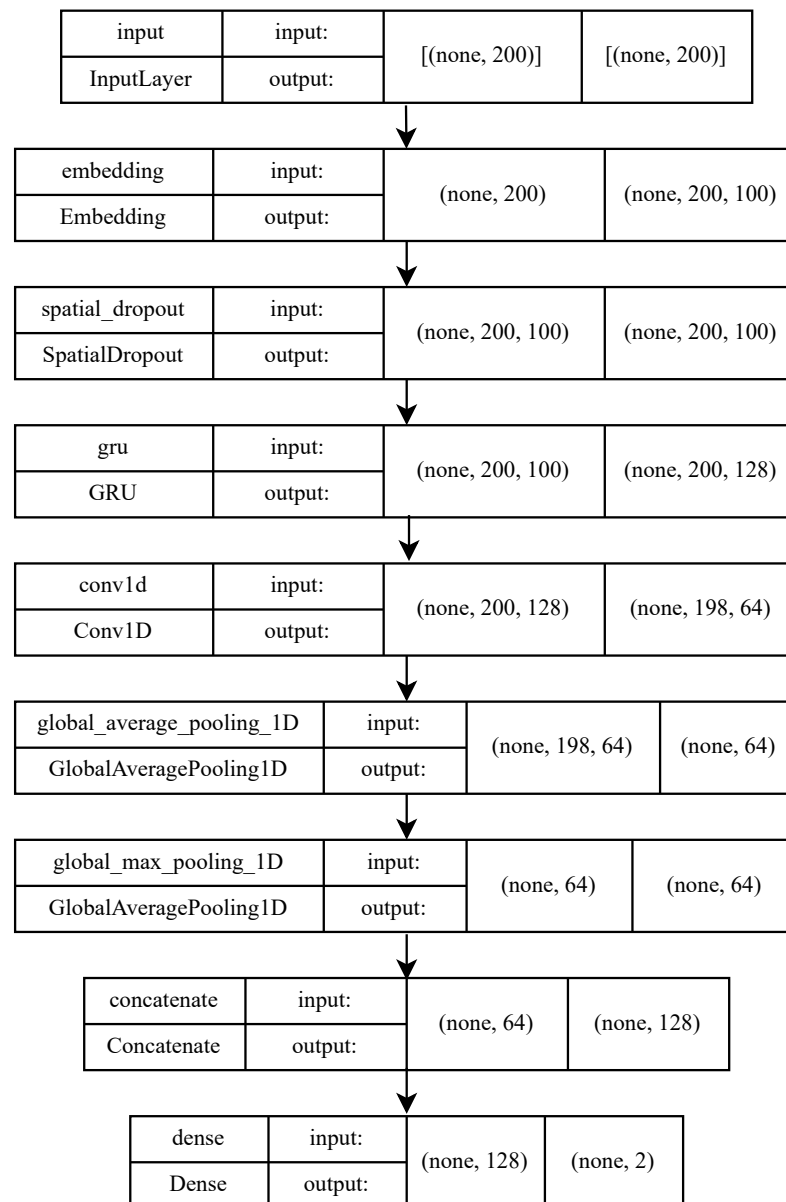 input input: [(none, 200)] [(none, 200)]
InputLayer output:
embedding input: (none, 200) (none, 200, 100)
Embedding output:
spatial_dropout input: (none, 200, 100) (none, 200, 100)
SpatialDropout output:
gru input: (none, 200, 100) (none, 200, 128)
GRU output:
conv1d input: (none, 200, 128) (none, 198, 64)
Conv1D output:
global_average_pooling_1D input: (none, 198, 64) (none, 64)
GlobalAveragePooling1D output:
global_max_pooling_1D input: (none, 64) (none, 64)
GlobalAveragePooling1D output:
concatenate input: (none, 64) (none, 128)
Concatenate output:
dense input: (none, 128) (none, 2)
Dense output: